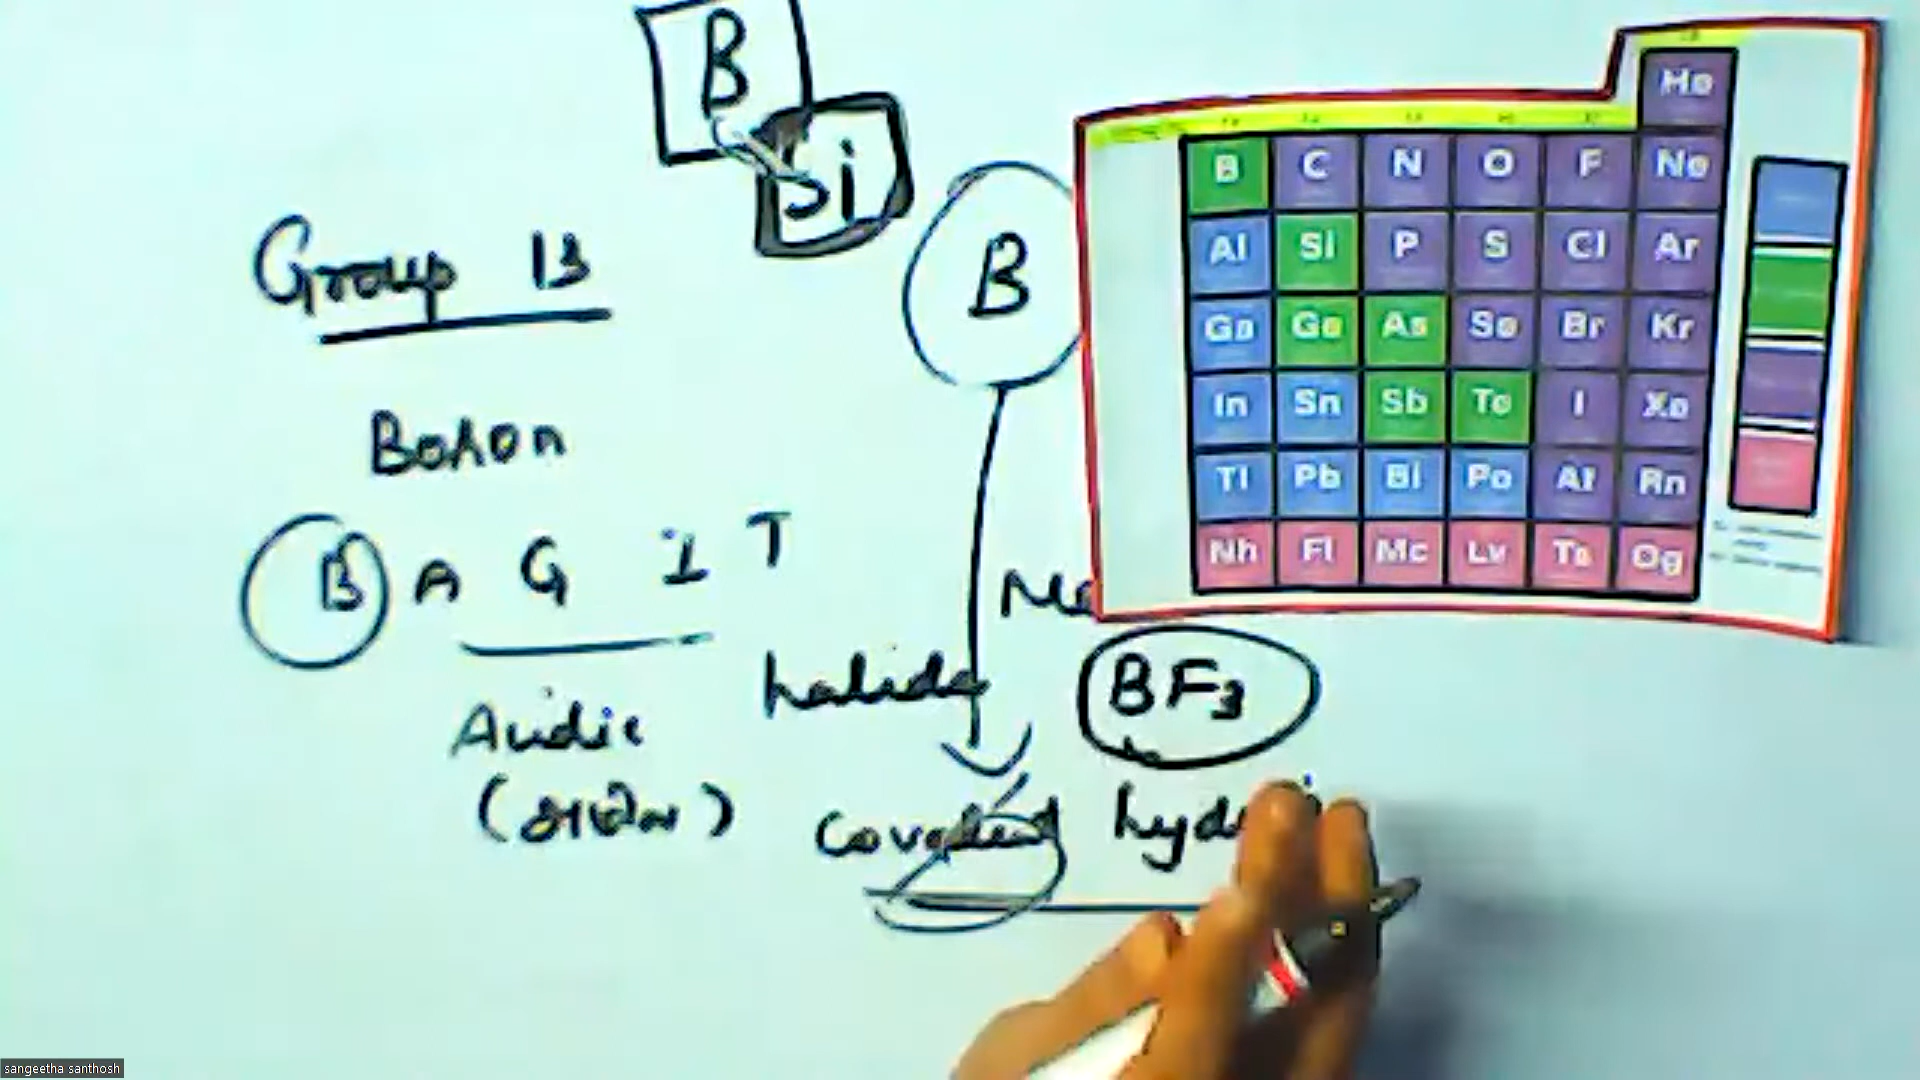 B
Si
Group 13
B
Boron
B A G I T
halide
BF3
covalent
He
B C N O F Ne
Al Si P S Cl Ar
Ga Ge As Se Br Kr
In Sn Sb Te I Xe
Tl Pb Bi Po At Rn
Nh Fl Mc Lv Ts Og
sangeetha santhosh